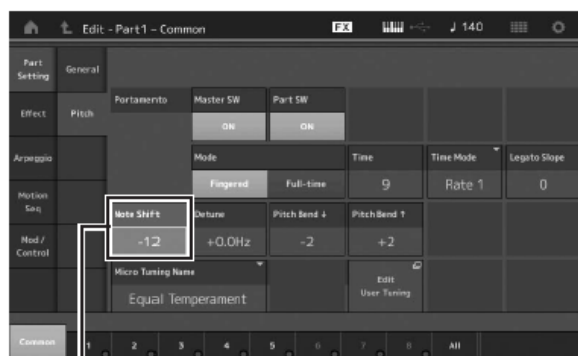 Edit - Part1 – Common FX ♩ 140
Part Setting General
Portamento Master SW Part SW
Effect Pitch
ON ON
Arpeggio Mode Time Time Mode Legato Slope
Fingered Full-time 9 Rate 1 0
Motion Seq
Note Shift Detune Pitch Bend ↓ Pitch Bend ↑
-12 +0.0Hz -2 +2
Mod / Control
Micro Tuning Name
Equal Temperament Edit User Tuning
Common 1 2 3 4 5 6 7 8 All